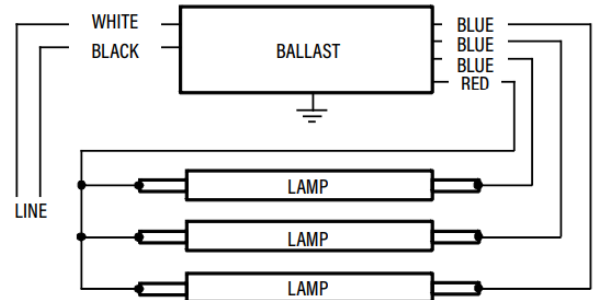 WHITE
BLACK
BALLAST
BLUE
BLUE
BLUE
RED
LINE
LAMP
LAMP
LAMP